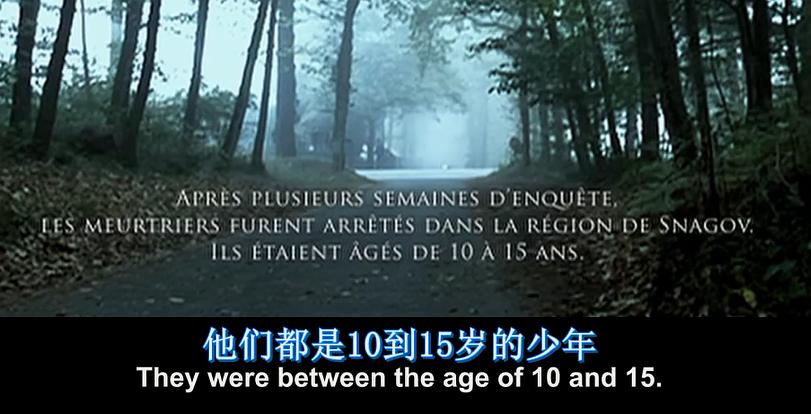 Après plusieurs semaines d'enquête,
les meurtriers furent arrêtés dans la région de Snagov.
Ils étaient âgés de 10 à 15 ans.
他们都是10到15岁的少年
They were between the age of 10 and 15.